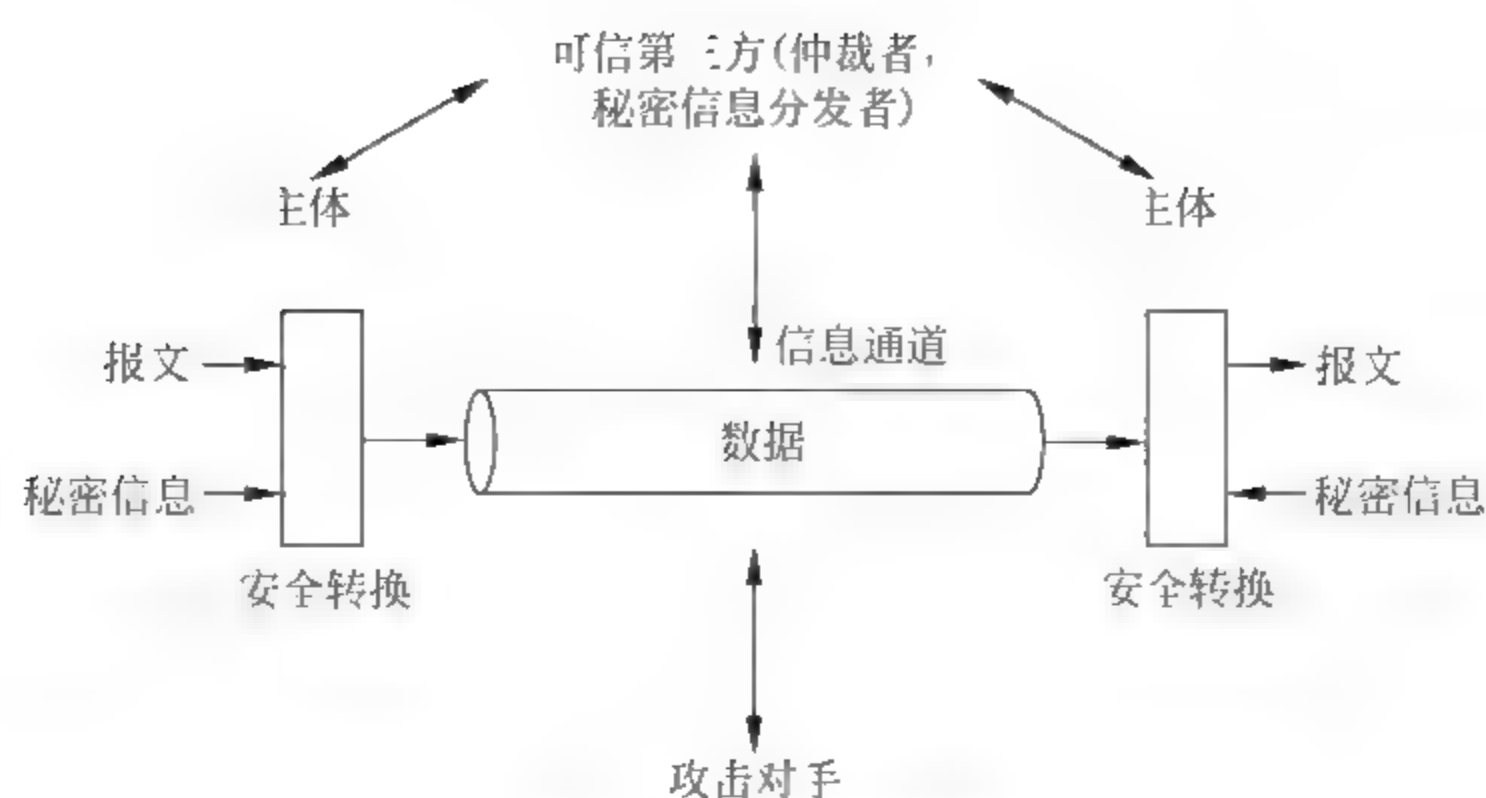 可信第三方(仲裁者,
秘密信息分发者)
主体
主体
信息通道
报文
报文
数据
秘密信息
秘密信息
安全转换
安全转换
攻击对手